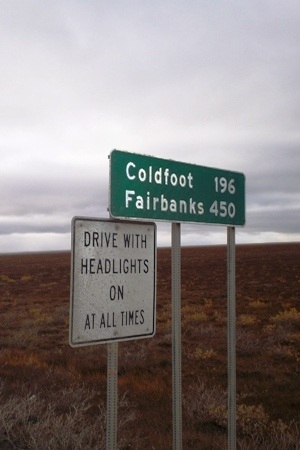 Coldfoot 196
Fairbanks 450
DRIVE WITH
HEADLIGHTS
ON
AT ALL TIMES